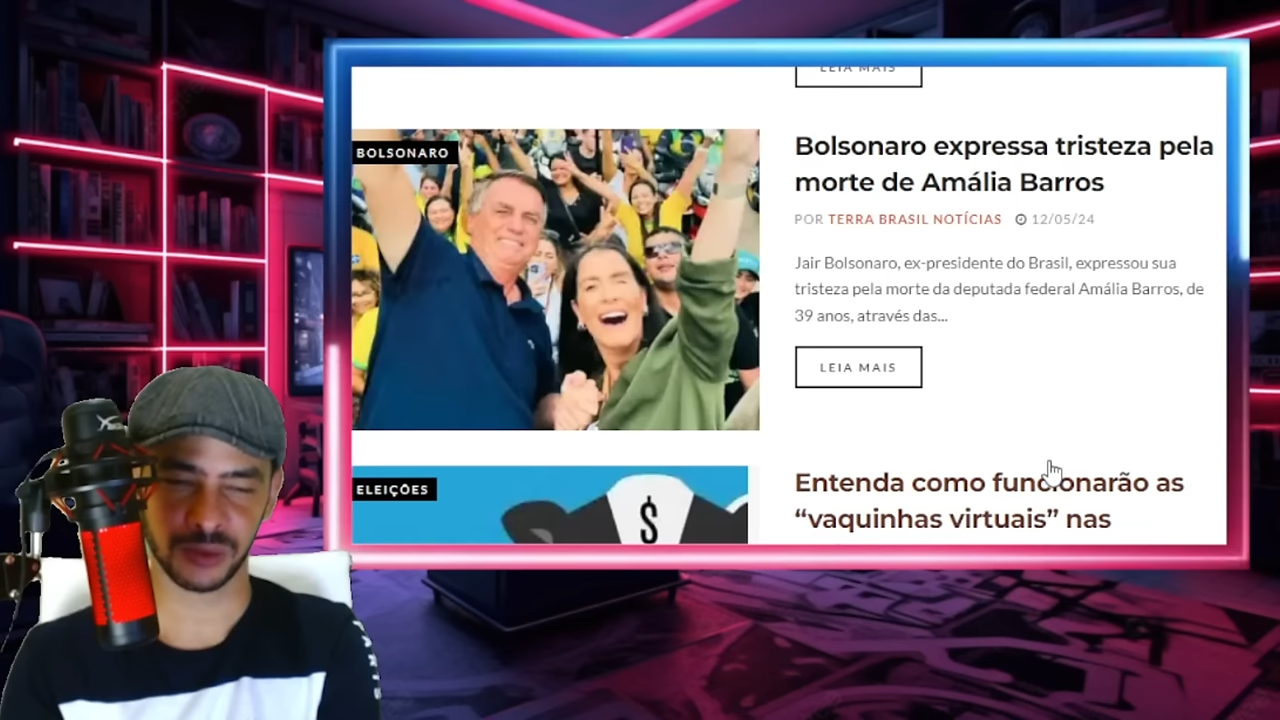 LEIA MAIS
BOLSONARO
Bolsonaro expressa tristeza pela
morte de Amália Barros
POR TERRA BRASIL NOTÍCIAS 12/05/24
Jair Bolsonaro, ex-presidente do Brasil, expressou sua
tristeza pela morte da deputada federal Amália Barros, de
39 anos, através das...
LEIA MAIS
ELEIÇÕES
$
Entenda como funcionarão as
“vaquinhas virtuais” nas